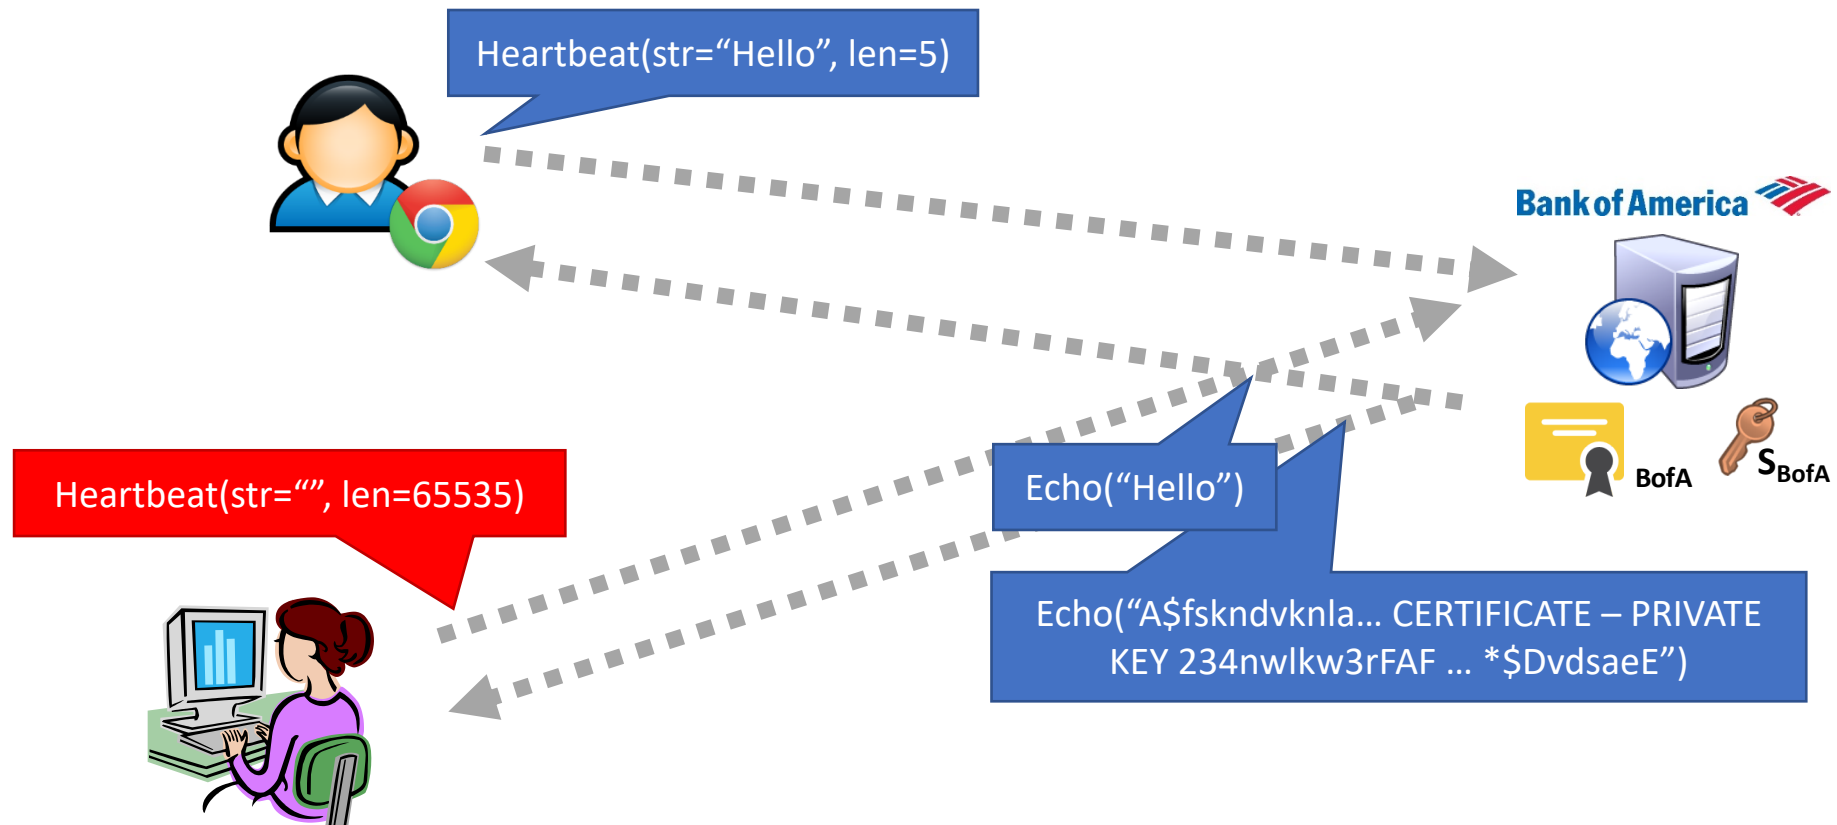 Heartbeat(str=“Hello”, len=5)
Bank of America
BofA
S_BofA
Heartbeat(str=“”, len=65535)
Echo(“Hello”)
Echo(“A$fskndvknla… CERTIFICATE – PRIVATE
KEY 234nwlkw3rFAF … *$DvdsaeE”)